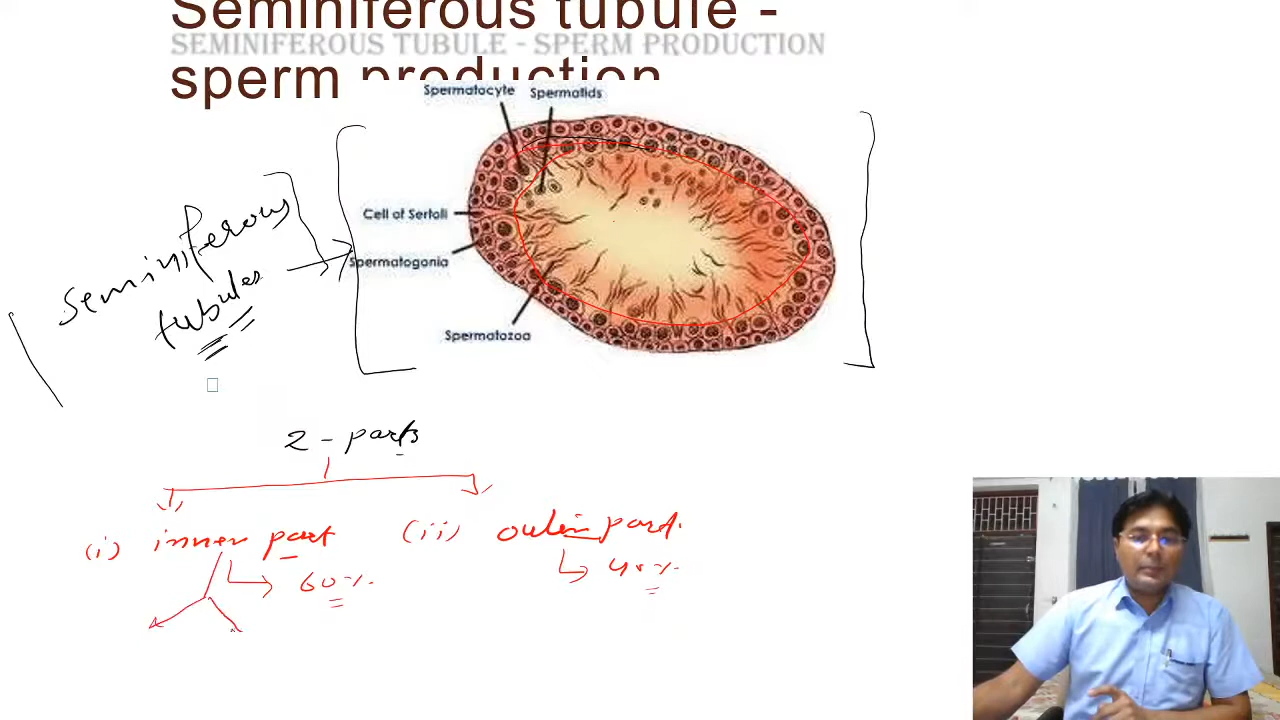 Seminiferous tubule -
SEMINIFEROUS TUBULE - SPERM PRODUCTION
sperm production
Spermatocyte Spermatids
Cell of Sertoli
Spermatogonia
Spermatozoa
Seminiferous
tubules
2 - parts
(i) inner part (ii) outer part.
60%. 40%.